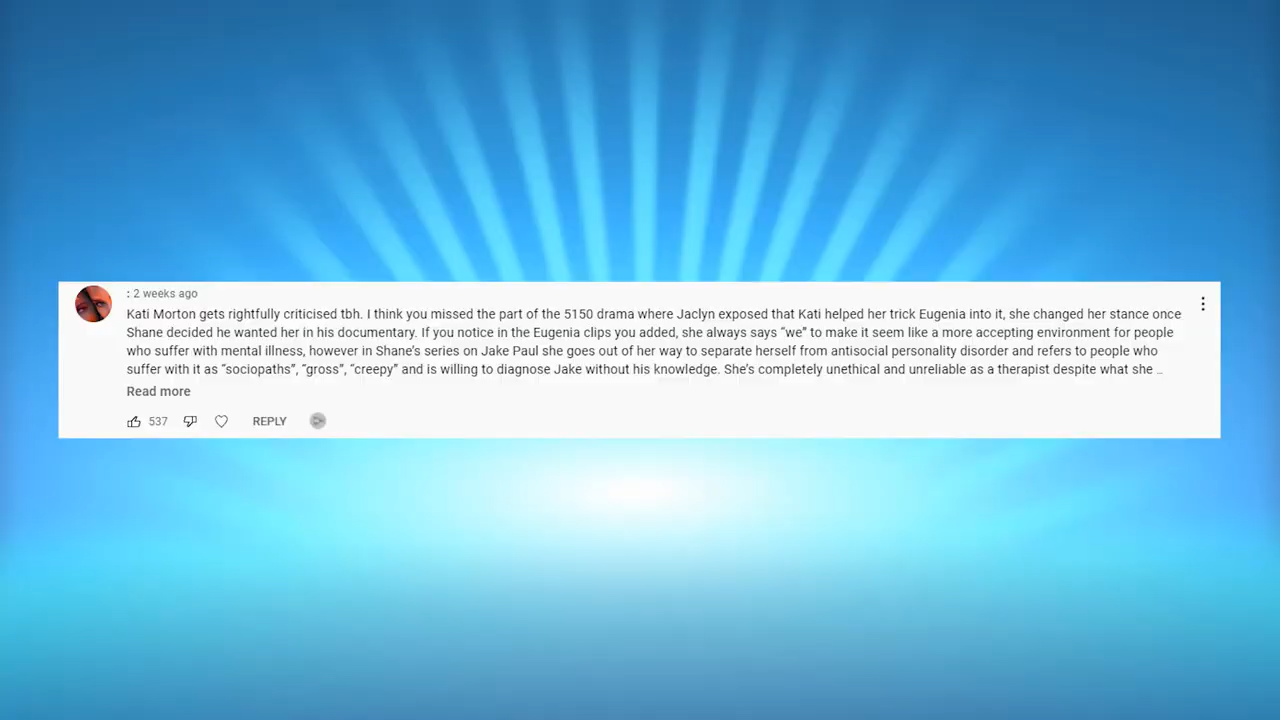 : 2 weeks ago
Kati Morton gets rightfully criticised tbh. I think you missed the part of the 5150 drama where Jaclyn exposed that Kati helped her trick Eugenia into it, she changed her stance once
Shane decided he wanted her in his documentary. If you notice in the Eugenia clips you added, she always says “we” to make it seem like a more accepting environment for people
who suffer with mental illness, however in Shane’s series on Jake Paul she goes out of her way to separate herself from antisocial personality disorder and refers to people who
suffer with it as “sociopaths”, “gross”, “creepy” and is willing to diagnose Jake without his knowledge. She’s completely unethical and unreliable as a therapist despite what she ...
Read more
537 REPLY